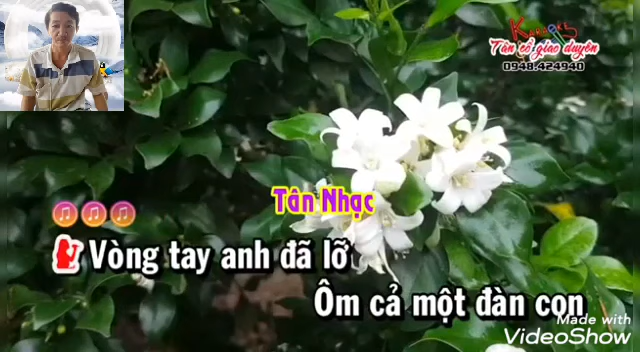 Karaoke
Tân cổ giao duyên
0948.424940
Tân Nhạc
Vòng tay anh đã lỡ
Ôm cả một đàn con
Made with
VideoShow